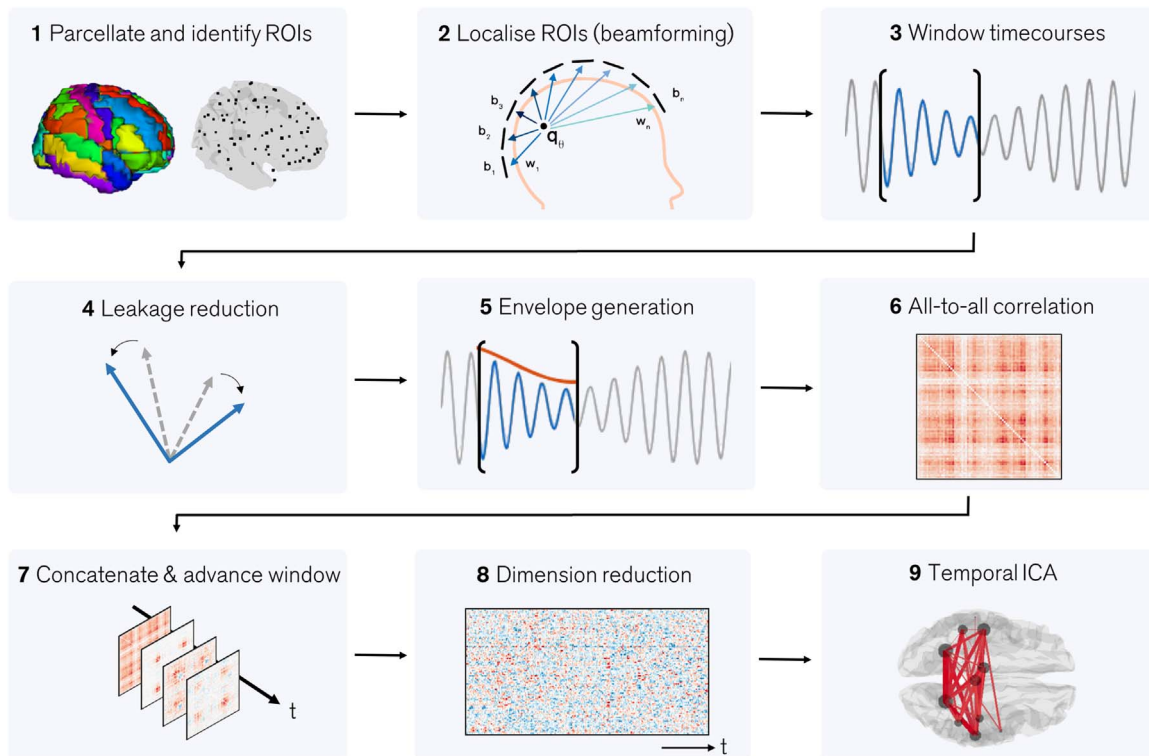 1 Parcellate and identify ROIs
2 Localise ROIs (beamforming)
b₃
bₙ
b₂
qθ
wₙ
b₁
w₁
3 Window timecourses
4 Leakage reduction
5 Envelope generation
6 All-to-all correlation
7 Concatenate & advance window
t
8 Dimension reduction
t
9 Temporal ICA